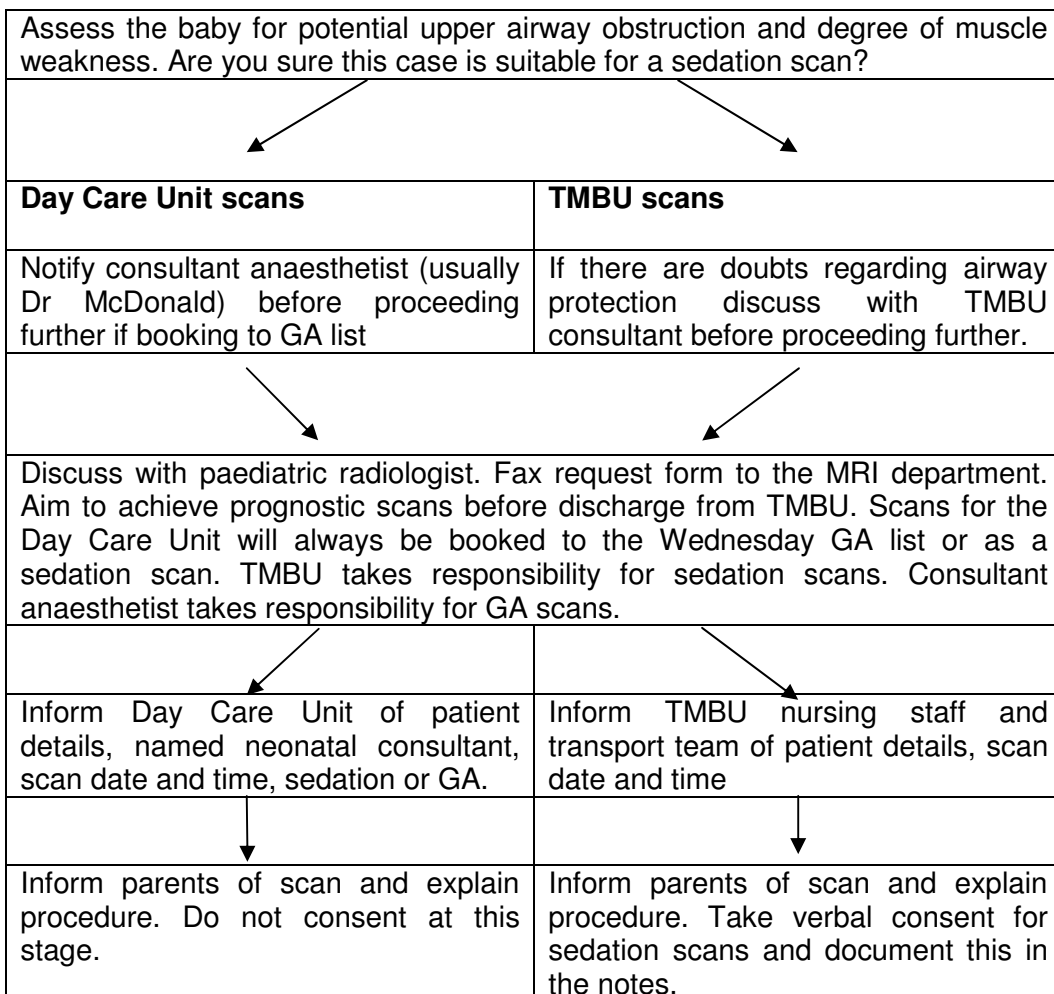 Assess the baby for potential upper airway obstruction and degree of muscle
weakness. Are you sure this case is suitable for a sedation scan?
Day Care Unit scans
TMBU scans
Notify consultant anaesthetist (usually
Dr McDonald) before proceeding
further if booking to GA list
If there are doubts regarding airway
protection discuss with TMBU
consultant before proceeding further.
Discuss with paediatric radiologist. Fax request form to the MRI department.
Aim to achieve prognostic scans before discharge from TMBU. Scans for the
Day Care Unit will always be booked to the Wednesday GA list or as a
sedation scan. TMBU takes responsibility for sedation scans. Consultant
anaesthetist takes responsibility for GA scans.
Inform Day Care Unit of patient
details, named neonatal consultant,
scan date and time, sedation or GA.
Inform TMBU nursing staff and
transport team of patient details, scan
date and time
Inform parents of scan and explain
procedure. Do not consent at this
stage.
Inform parents of scan and explain
procedure. Take verbal consent for
sedation scans and document this in
the notes.